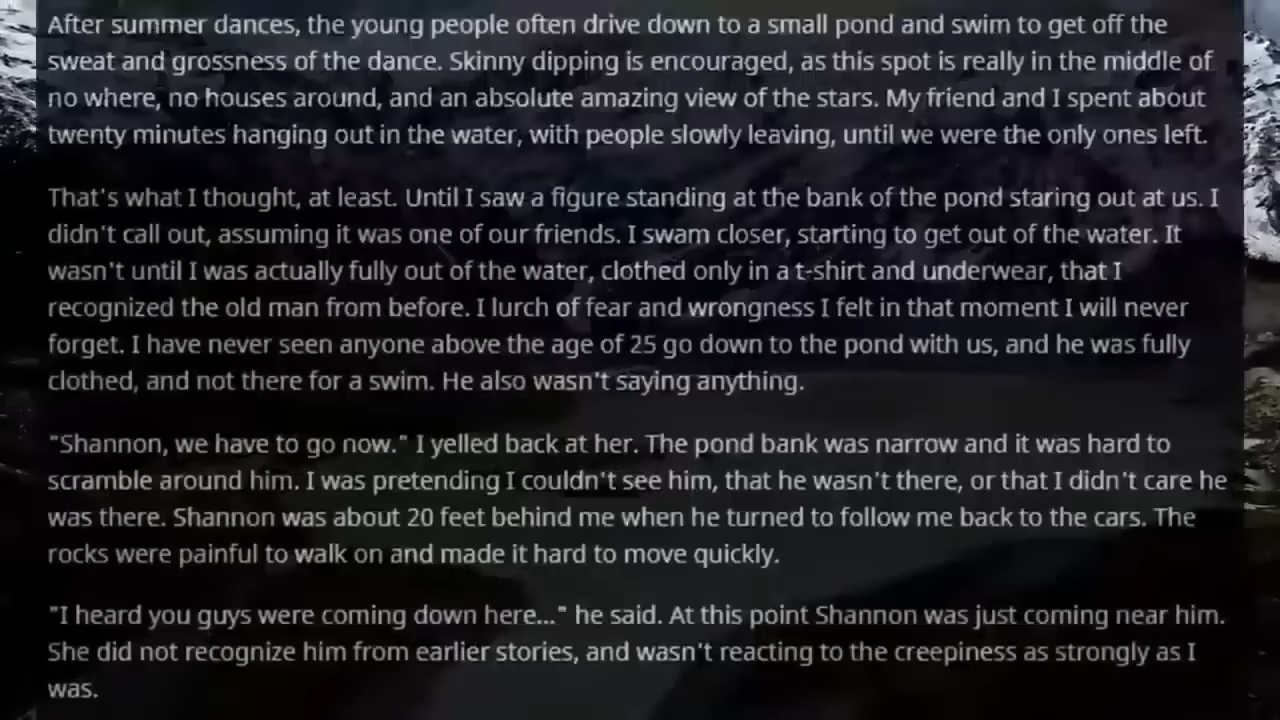 After summer dances, the young people often drive down to a small pond and swim to get off the
sweat and grossness of the dance. Skinny dipping is encouraged, as this spot is really in the middle of
no where, no houses around, and an absolute amazing view of the stars. My friend and I spent about
twenty minutes hanging out in the water, with people slowly leaving, until we were the only ones left.
That's what I thought, at least. Until I saw a figure standing at the bank of the pond staring out at us. I
didn't call out, assuming it was one of our friends. I swam closer, starting to get out of the water. It
wasn't until I was actually fully out of the water, clothed only in a t-shirt and underwear, that I
recognized the old man from before. I lurch of fear and wrongness I felt in that moment I will never
forget. I have never seen anyone above the age of 25 go down to the pond with us, and he was fully
clothed, and not there for a swim. He also wasn't saying anything.
"Shannon, we have to go now." I yelled back at her. The pond bank was narrow and it was hard to
scramble around him. I was pretending I couldn't see him, that he wasn't there, or that I didn't care he
was there. Shannon was about 20 feet behind me when he turned to follow me back to the cars. The
rocks were painful to walk on and made it hard to move quickly.
"I heard you guys were coming down here..." he said. At this point Shannon was just coming near him.
She did not recognize him from earlier stories, and wasn't reacting to the creepiness as strongly as I
was.